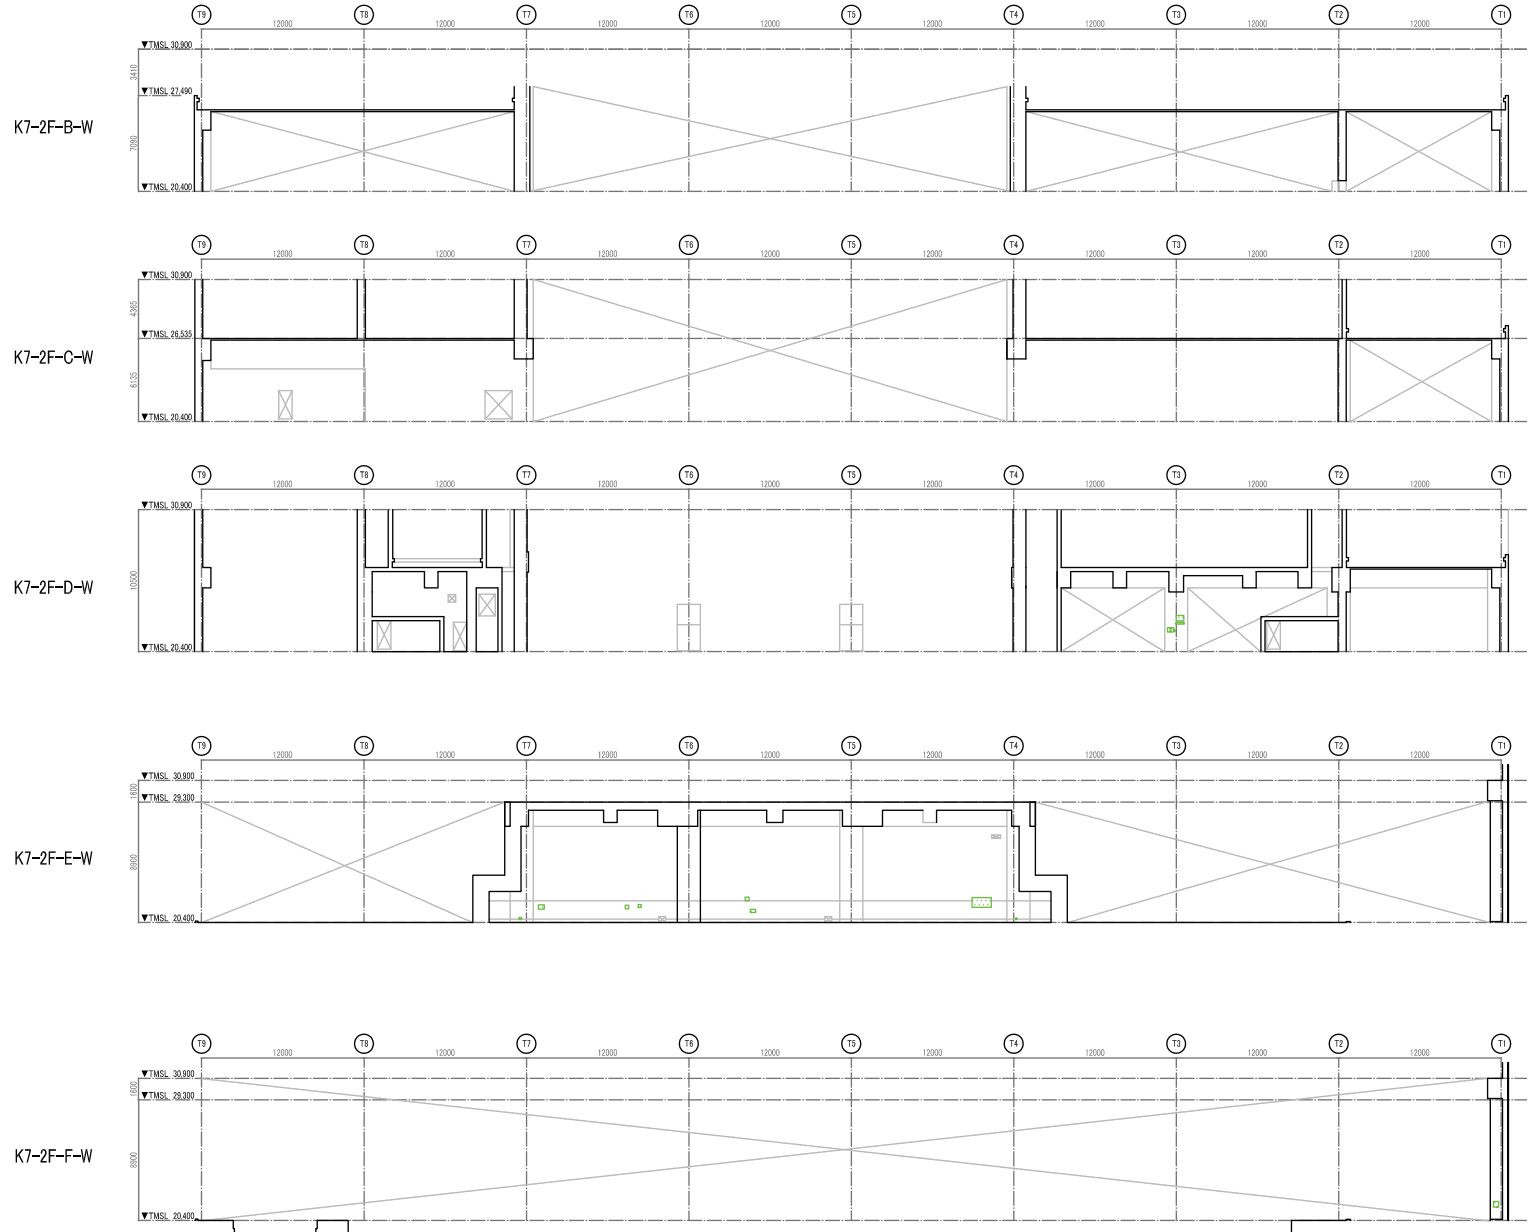 T9 T8 T7 T6 T5 T4 T3 T2 T1
12000 12000 12000 12000 12000 12000 12000 12000
▼TMSL 30,900
3410
▼TMSL 27,490
K7-2F-B-W
7090
▼TMSL 20,400
T9 T8 T7 T6 T5 T4 T3 T2 T1
12000 12000 12000 12000 12000 12000 12000 12000
▼TMSL 30,900
4365
▼TMSL 26,535
K7-2F-C-W
6135
▼TMSL 20,400
T9 T8 T7 T6 T5 T4 T3 T2 T1
12000 12000 12000 12000 12000 12000 12000 12000
▼TMSL 30,900
K7-2F-D-W
10500
▼TMSL 20,400
T9 T8 T7 T6 T5 T4 T3 T2 T1
12000 12000 12000 12000 12000 12000 12000 12000
▼TMSL 30,900
1600
▼TMSL 29,300
K7-2F-E-W
8900
▼TMSL 20,400
T9 T8 T7 T6 T5 T4 T3 T2 T1
12000 12000 12000 12000 12000 12000 12000 12000
▼TMSL 30,900
1600
▼TMSL 29,300
K7-2F-F-W
8900
▼TMSL 20,400